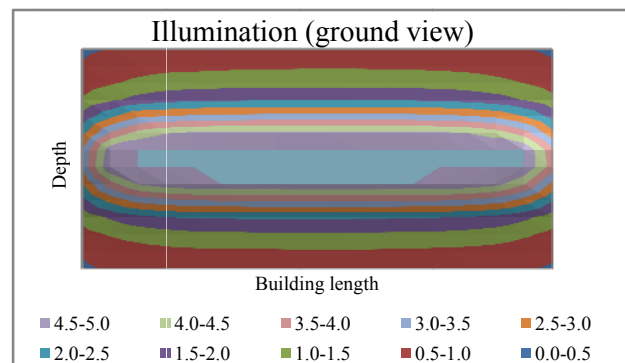 Illumination (ground view)
Depth
Building length
4.5-5.0 4.0-4.5 3.5-4.0 3.0-3.5 2.5-3.0
2.0-2.5 1.5-2.0 1.0-1.5 0.5-1.0 0.0-0.5